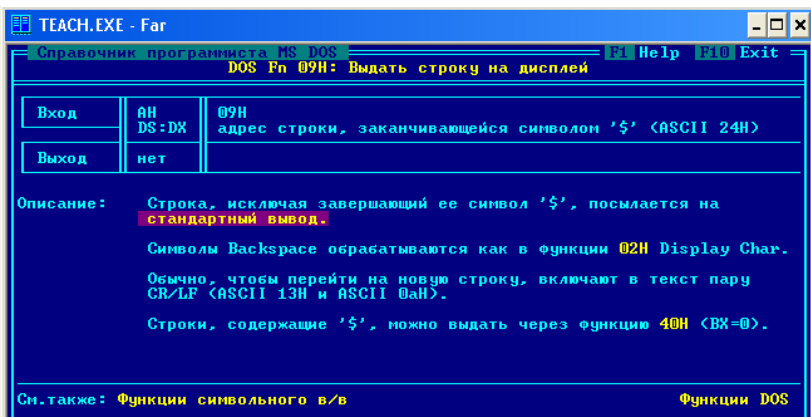 TEACH.EXE - Far
Справочник программиста MS DOS F1 Help F10 Exit
DOS Fn 09H: Выдать строку на дисплей
Вход AH 09H
DS:DX адрес строки, заканчивающейся символом '$' (ASCII 24H)
Выход нет
Описание: Строка, исключая завершающий ее символ '$', посылается на
стандартный вывод.
Символы Backspace обрабатываются как в функции 02H Display Char.
Обычно, чтобы перейти на новую строку, включают в текст пару
CR/LF (ASCII 13H и ASCII 0aH).
Строки, содержащие '$', можно выдать через функцию 40H (BX=0).
См.также: Функции символьного в/в Функции DOS